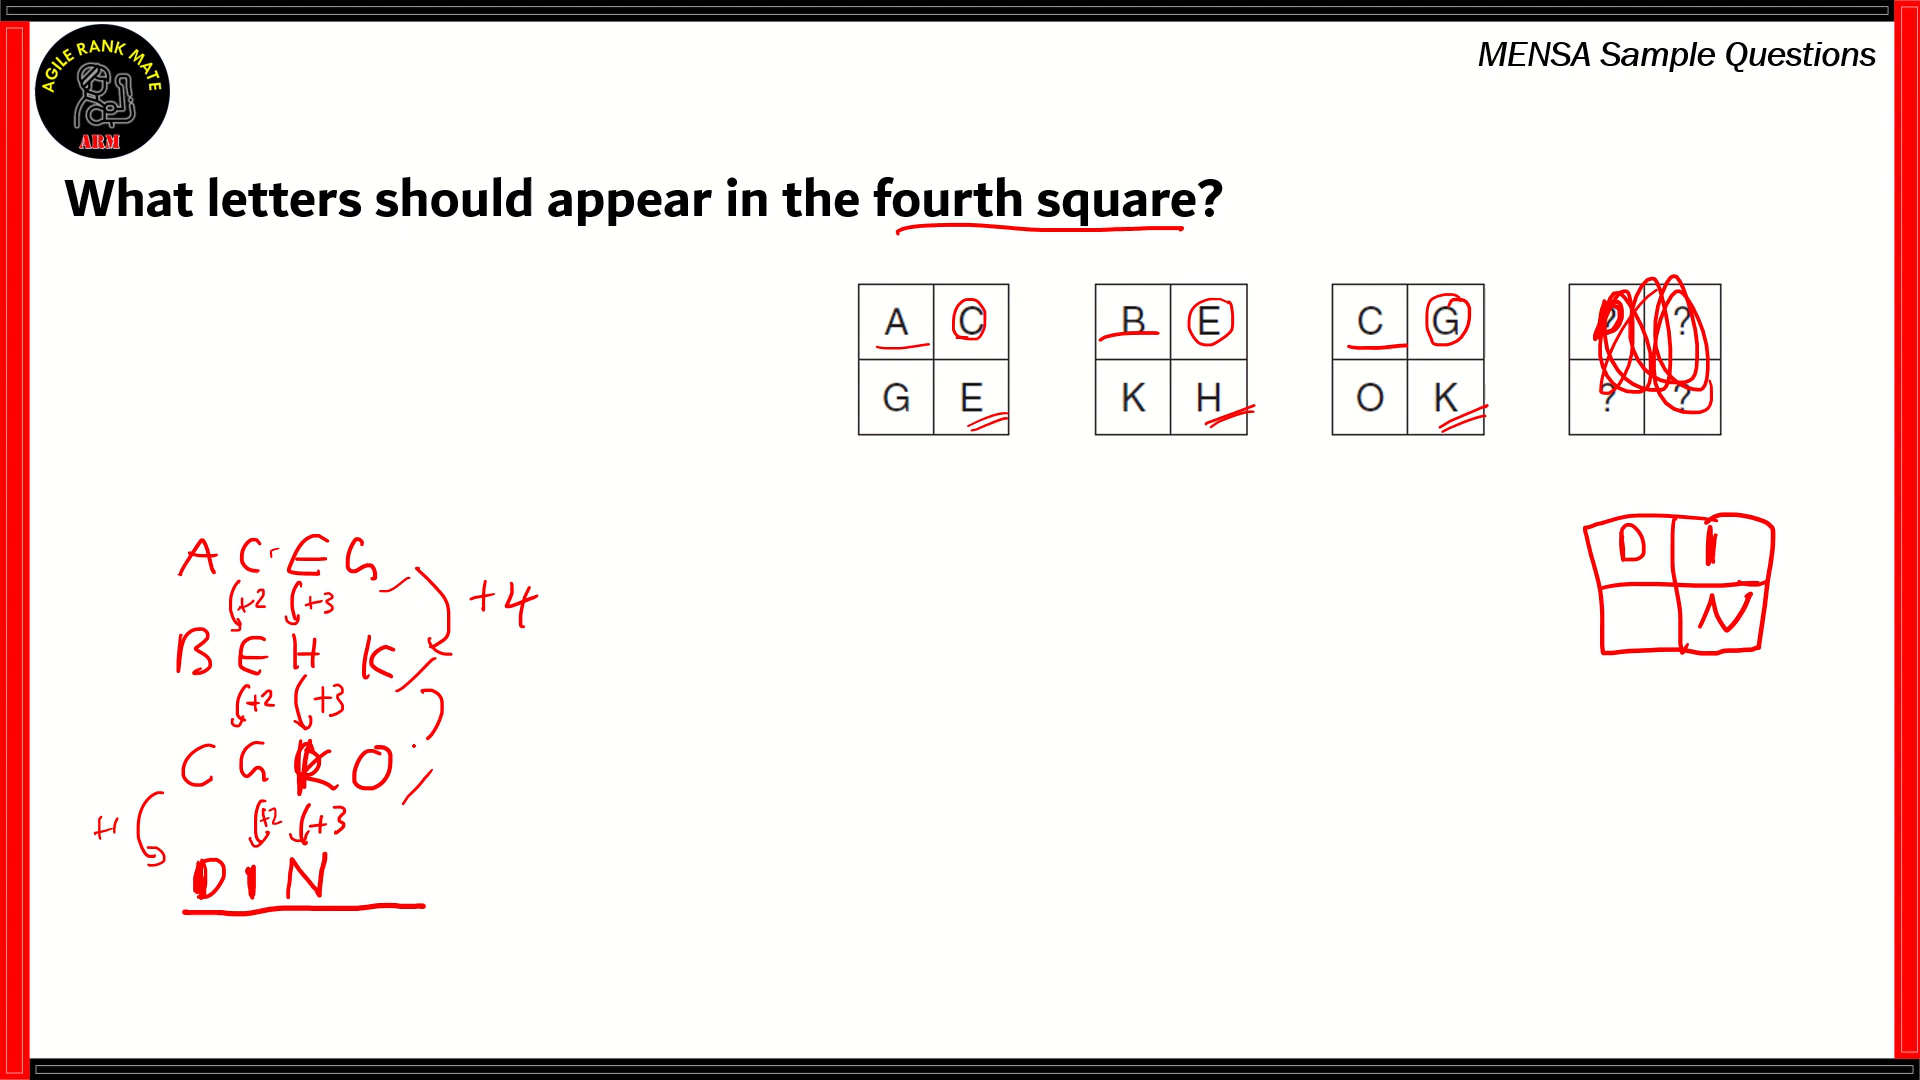 AGILE RANK MATE
ARM
MENSA Sample Questions
What letters should appear in the fourth square?
A C B E C G ? ?
G E K H O K ? ?
D I
N
A C E G
+2 +3 +4
B E H K
+2 +3
C G K O
+2 +3
D I N